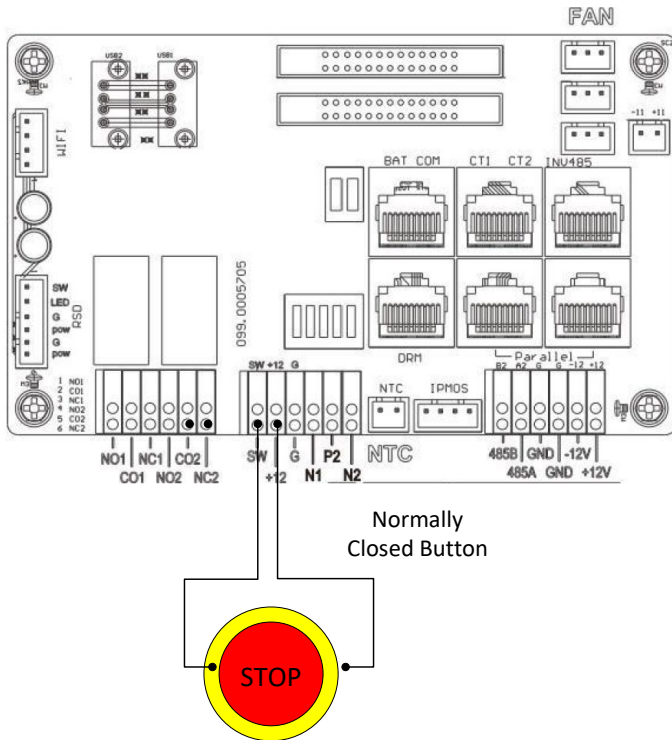 FAN
USB2 USB1
SC2
-11 +11
WIFI
BAT COM CT1 CT2 INV485
SW
LED
G
pow
G
pow
RSD
099.0005705
DRM
Parallel
1 NO1
2 CO1
3 NC1
4 NO2
5 CO2
6 NC2
SW +12 G
NTC IPMOS
B2 A2 G G -12 +12
NO1 NC1 CO2
CO1 NO2 NC2
SW G P2
+12 N1 N2
NTC
485B GND -12V
485A GND +12V
Normally
Closed Button
STOP